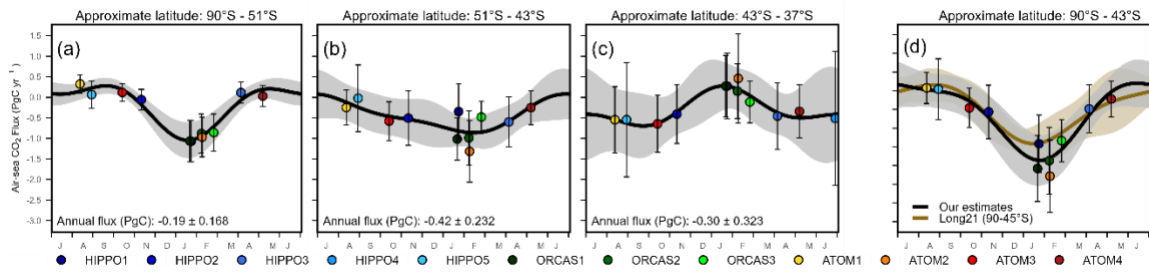 Approximate latitude: 90°S - 51°S
Approximate latitude: 51°S - 43°S
Approximate latitude: 43°S - 37°S
Approximate latitude: 90°S - 43°S
(a)
(b)
(c)
(d)
Air-sea CO2 Flux (PgC yr⁻¹)
1.5
1.0
0.5
0.0
-0.5
-1.0
-1.5
-2.0
-2.5
-3.0
Annual flux (PgC): -0.19 ± 0.168
Annual flux (PgC): -0.42 ± 0.232
Annual flux (PgC): -0.30 ± 0.323
Our estimates
Long21 (90-45°S)
J A S O N D J F M A M J
J A S O N D J F M A M J
J A S O N D J F M A M J
J A S O N D J F M A M J
HIPPO1 HIPPO2 HIPPO3 HIPPO4 HIPPO5 ORCAS1 ORCAS2 ORCAS3 ATOM1 ATOM2 ATOM3 ATOM4